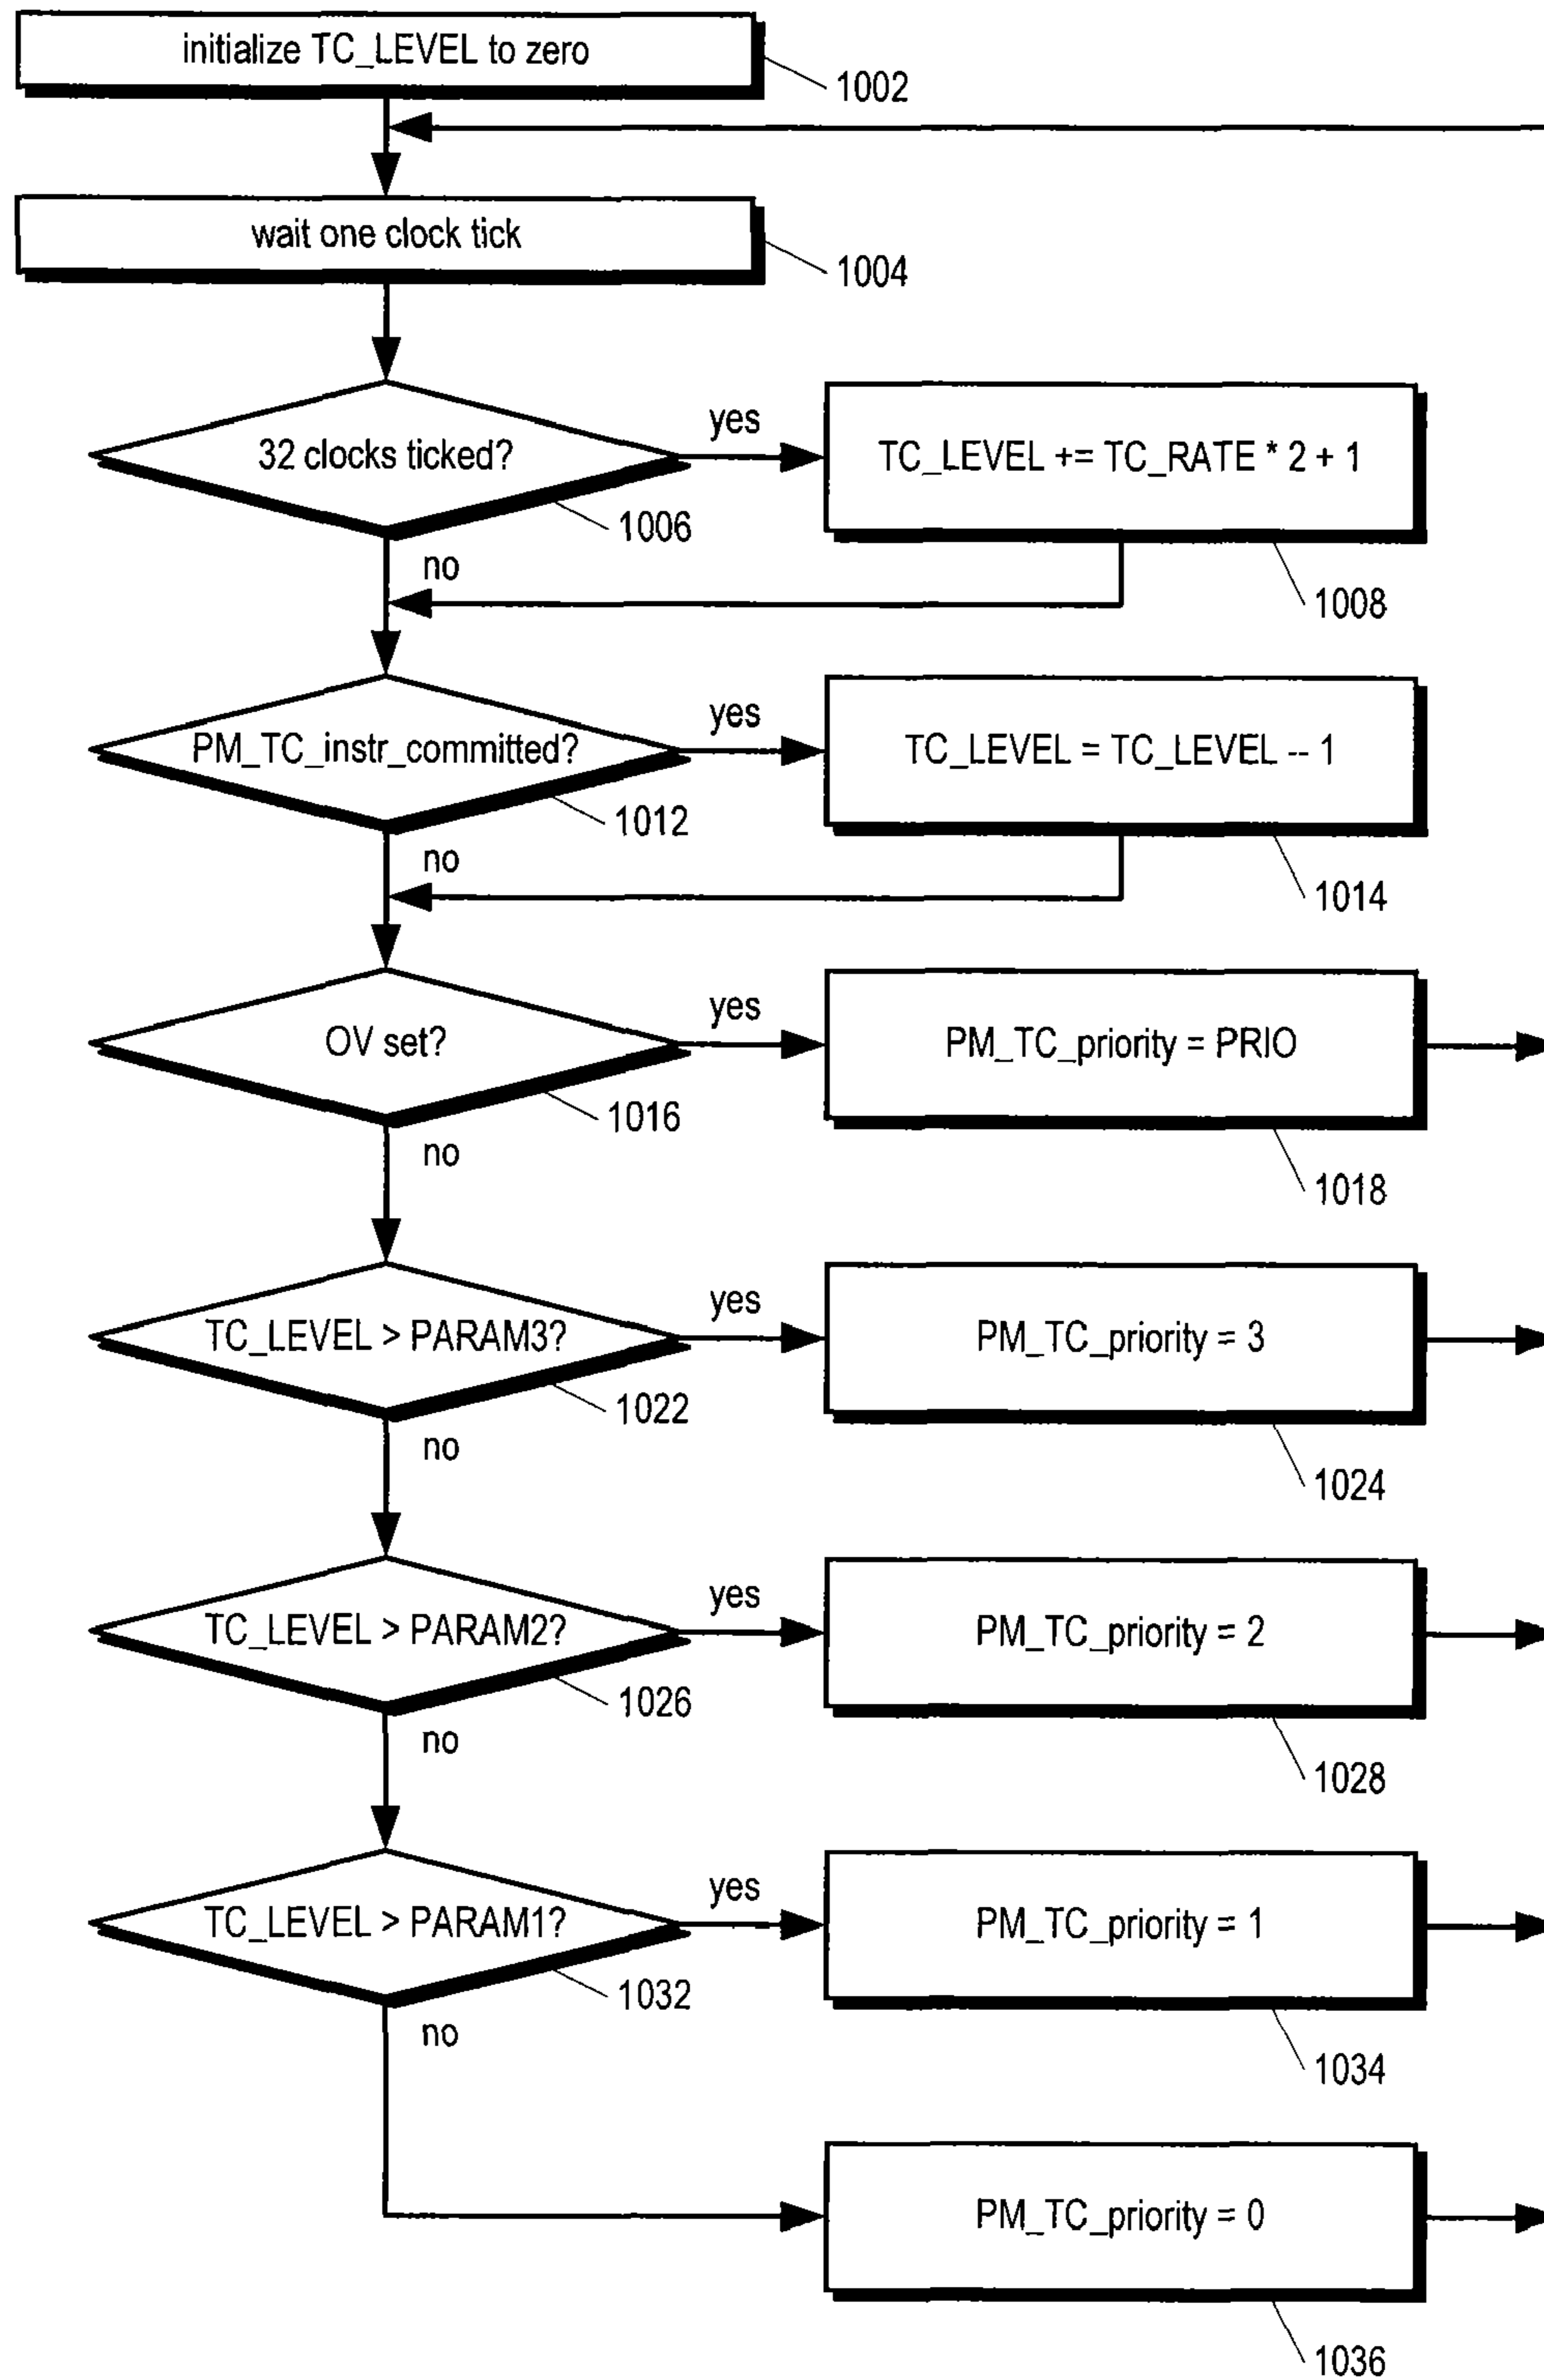 initialize TC_LEVEL to zero
1002
wait one clock tick
1004
32 clocks ticked?
yes
TC_LEVEL += TC_RATE * 2 + 1
1006
no
1008
PM_TC_instr_committed?
yes
TC_LEVEL = TC_LEVEL -- 1
1012
no
1014
OV set?
yes
PM_TC_priority = PRIO
1016
no
1018
TC_LEVEL > PARAM3?
yes
PM_TC_priority = 3
1022
no
1024
TC_LEVEL > PARAM2?
yes
PM_TC_priority = 2
1026
no
1028
TC_LEVEL > PARAM1?
yes
PM_TC_priority = 1
1032
no
1034
PM_TC_priority = 0
1036